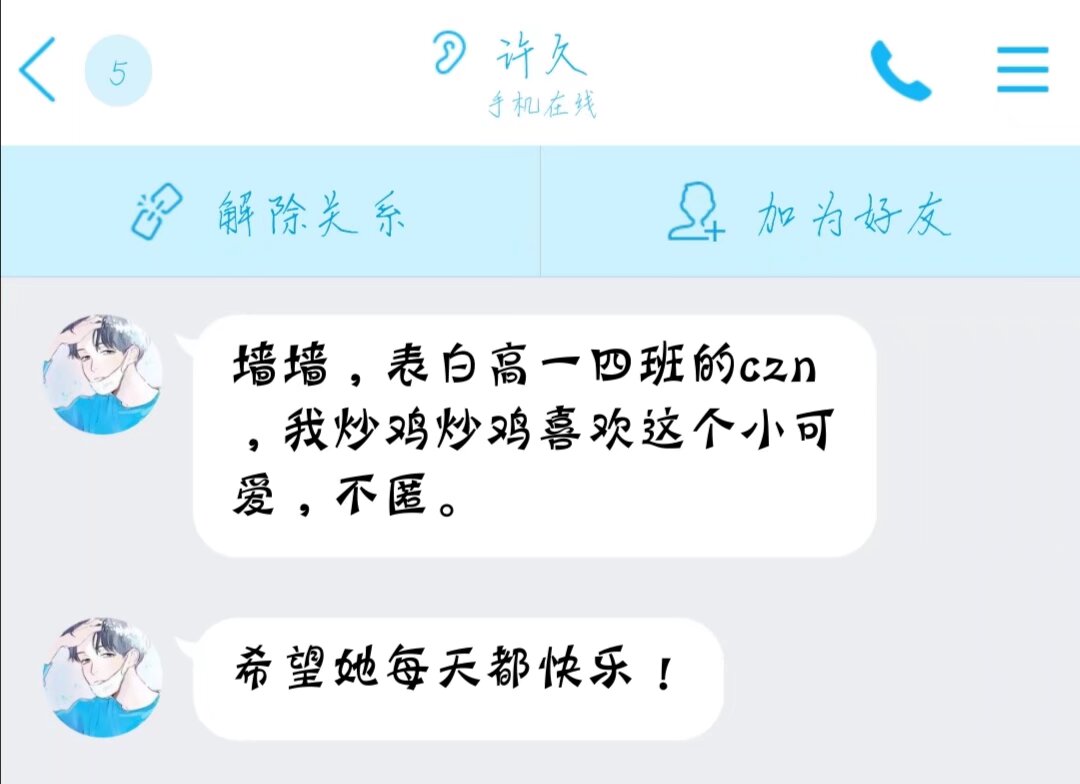 5
许久
手机在线
解除关系
加为好友
墙墙，表白高一四班的czn
，我炒鸡炒鸡喜欢这个小可
爱，不匿。
希望她每天都快乐！